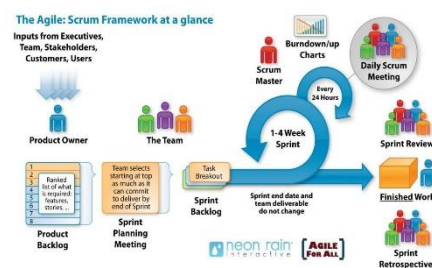 The Agile: Scrum Framework at a glance
Inputs from Executives,
Team, Stakeholders,
Customers, Users
Product Owner
The Team
1
2
Ranked
list of what
is required:
features,
stories, ...
7
8
Product
Backlog
Team selects
starting at top
as much as it
can commit
to deliver by
end of Sprint
Sprint
Planning
Meeting
Task
Breakout
Sprint
Backlog
Scrum
Master
Burndown/up
Charts
Every
24 Hours
1-4 Week
Sprint
Daily Scrum
Meeting
Sprint end date and
team deliverable
do not change
Sprint Review
Finished Work
Sprint
Retrospective
neon rain
interactive
AGILE
FOR ALL